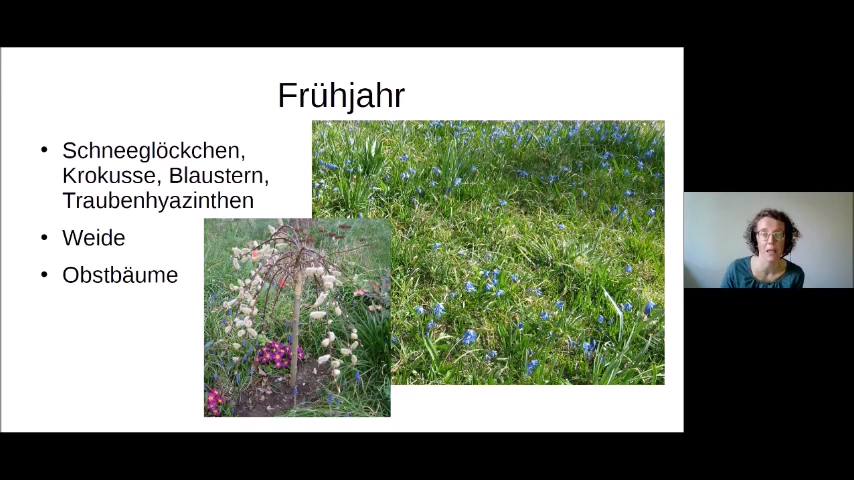 Frühjahr
• Schneeglöckchen,
Krokusse, Blaustern,
Traubenhyazinthen
• Weide
• Obstbäume